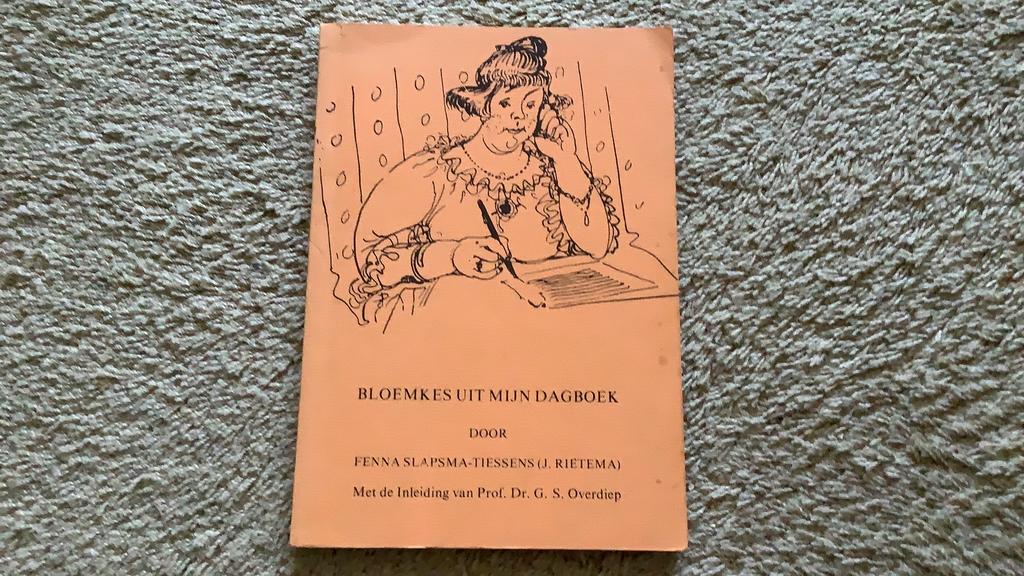 BLOEMKES UIT MIJN DAGBOEK
DOOR
FENNA SLAPSMA-TIESSENS (J. RIETEMA)
Met de Inleiding van Prof. Dr. G. S. Overdiep